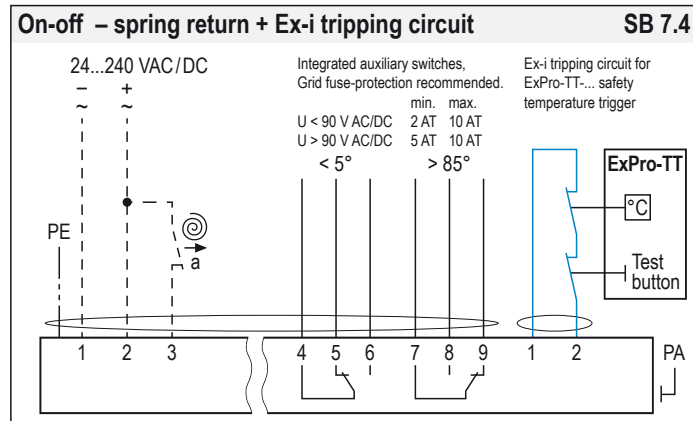 On-off – spring return + Ex-i tripping circuit SB 7.4
24...240 VAC/DC
– +
~ ~
Integrated auxiliary switches,
Grid fuse-protection recommended.
min. max.
U < 90 V AC/DC 2 AT 10 AT
U > 90 V AC/DC 5 AT 10 AT
< 5° > 85°
Ex-i tripping circuit for
ExPro-TT-... safety
temperature trigger
ExPro-TT
°C
Test
button
PE
a
1 2 3 4 5 6 7 8 9 1 2
PA